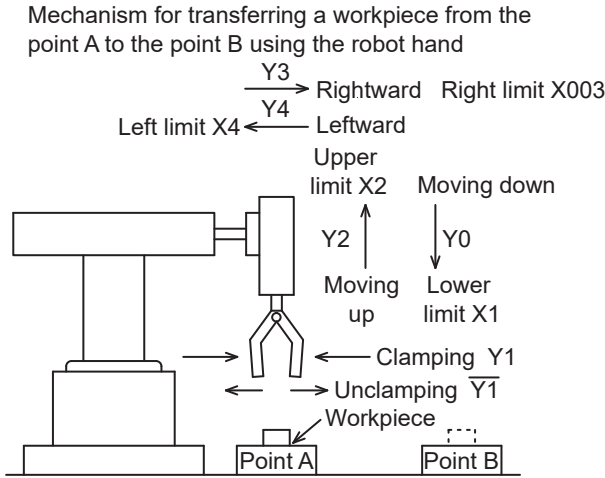 Mechanism for transferring a workpiece from the
point A to the point B using the robot hand
Y3
Rightward Right limit X003
Y4
Left limit X4 Leftward
Upper
limit X2 Moving down
Y2 Y0
Moving Lower
up limit X1
Clamping Y1
Unclamping Y̅1̅
Workpiece
Point A Point B